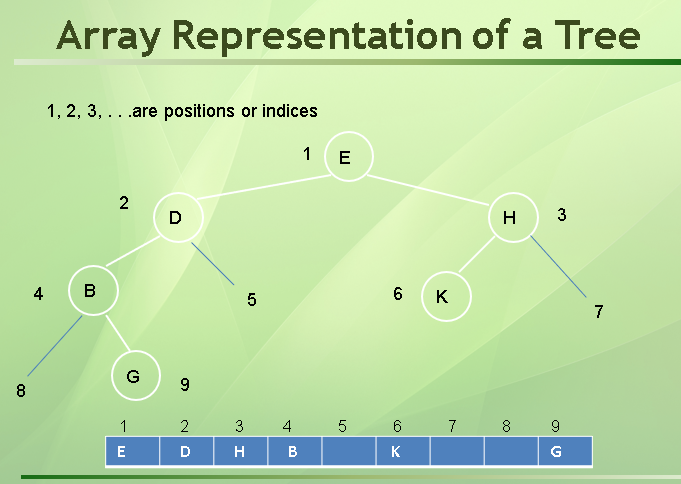 Array Representation of a Tree
1, 2, 3, . . .are positions or indices
1 E
2 D H 3
4 B 5 6 K 7
8 G 9
1 2 3 4 5 6 7 8 9
E D H B K G